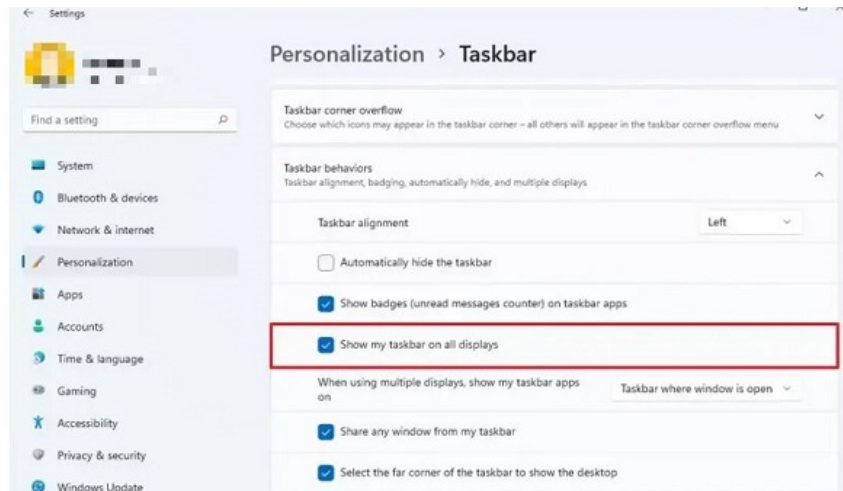 Settings
Personalization > Taskbar
Find a setting
System
Bluetooth & devices
Network & internet
Personalization
Apps
Accounts
Time & language
Gaming
Accessibility
Privacy & security
Windows Update
Taskbar corner overflow
Choose which icons may appear in the taskbar corner – all others will appear in the taskbar corner overflow menu
Taskbar behaviors
Taskbar alignment, badging, automatically hide, and multiple displays
Taskbar alignment Left
Automatically hide the taskbar
Show badges (unread messages counter) on taskbar apps
Show my taskbar on all displays
When using multiple displays, show my taskbar apps
on
Taskbar where window is open
Share any window from my taskbar
Select the far corner of the taskbar to show the desktop